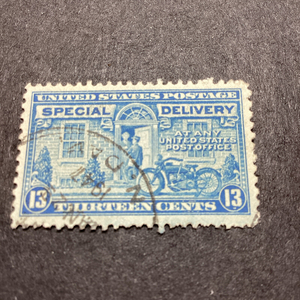 UNITED STATES POSTAGE
SPECIAL DELIVERY
AT ANY
UNITED STATES
POST OFFICE
13 13
THIRTEEN CENTS